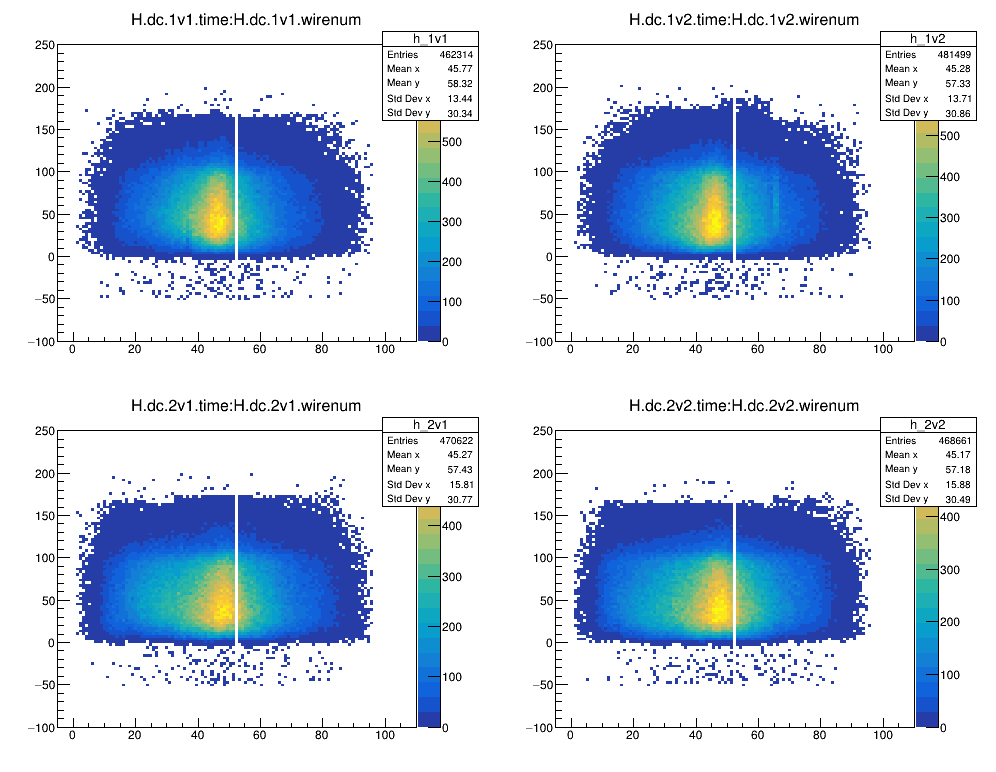 H.dc.1v1.time:H.dc.1v1.wirenum
h_1v1
Entries 462314
Mean x 45.77
Mean y 58.32
Std Dev x 13.44
Std Dev y 30.34
250
200
150
100
50
0
−50
−100
0 20 40 60 80 100
500
400
300
200
100
0
H.dc.1v2.time:H.dc.1v2.wirenum
h_1v2
Entries 481499
Mean x 45.28
Mean y 57.33
Std Dev x 13.71
Std Dev y 30.86
250
200
150
100
50
0
−50
−100
0 20 40 60 80 100
500
400
300
200
100
0
H.dc.2v1.time:H.dc.2v1.wirenum
h_2v1
Entries 470622
Mean x 45.27
Mean y 57.43
Std Dev x 15.81
Std Dev y 30.77
250
200
150
100
50
0
−50
−100
0 20 40 60 80 100
400
300
200
100
0
H.dc.2v2.time:H.dc.2v2.wirenum
h_2v2
Entries 468661
Mean x 45.17
Mean y 57.18
Std Dev x 15.88
Std Dev y 30.49
250
200
150
100
50
0
−50
−100
0 20 40 60 80 100
400
300
200
100
0